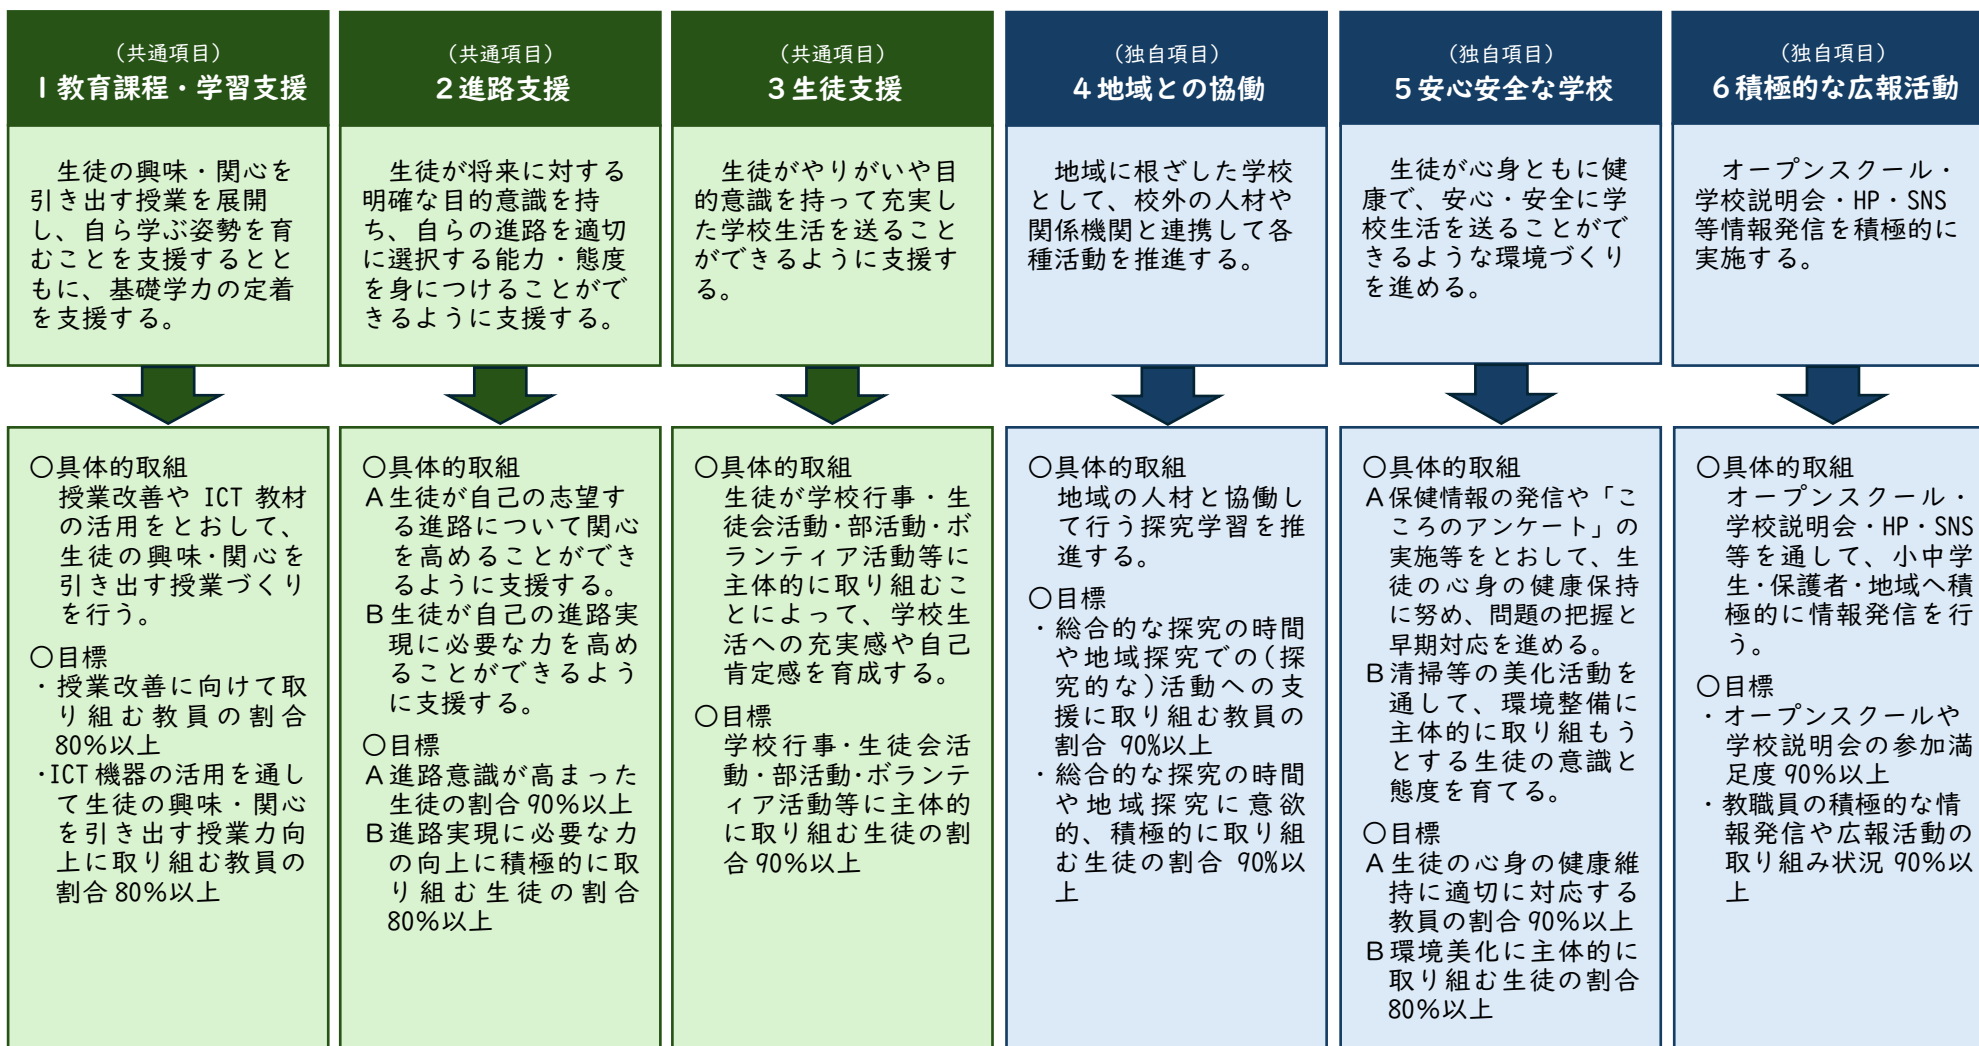 （共通項目）
1教育課程・学習支援
生徒の興味・関心を
引き出す授業を展開
し、自ら学ぶ姿勢を育
むことを支援するとと
もに、基礎学力の定着
を支援する。
○具体的取組
授業改善や ICT 教材
の活用をとおして、
生徒の興味・関心を
引き出す授業づくり
を行う。
○目標
・授業改善に向けて取
り組む教員の割合
80％以上
・ICT機器の活用を通し
て生徒の興味・関心
を引き出す授業力向
上に取り組む教員の
割合80％以上
（共通項目）
2進路支援
生徒が将来に対する
明確な目的意識を持
ち、自らの進路を適切
に選択する能力・態度
を身につけることがで
きるように支援する。
○具体的取組
A生徒が自己の志望す
る進路について関心
を高めることができ
るように支援する。
B生徒が自己の進路実
現に必要な力を高め
ることができるよう
に支援する。
○目標
A進路意識が高まった
生徒の割合90％以上
B進路実現に必要な力
の向上に積極的に取
り組む生徒の割合
80％以上
（共通項目）
3生徒支援
生徒がやりがいや目
的意識を持って充実し
た学校生活を送ること
ができるように支援す
る。
○具体的取組
生徒が学校行事・生
徒会活動・部活動・ボ
ランティア活動等に
主体的に取り組むこ
とによって、学校生
活への充実感や自己
肯定感を育成する。
○目標
学校行事・生徒会活
動・部活動・ボランテ
ィア活動等に主体的
に取り組む生徒の割
合90％以上
（独自項目）
4地域との協働
地域に根ざした学校
として、校外の人材や
関係機関と連携して各
種活動を推進する。
○具体的取組
地域の人材と協働し
て行う探究学習を推
進する。
○目標
・総合的な探究の時間
や地域探究での(探
究的な)活動への支
援に取り組む教員の
割合 90％以上
・総合的な探究の時間
や地域探究に意欲
的、積極的に取り組
む生徒の割合 90％以
上
（独自項目）
5安心安全な学校
生徒が心身ともに健
康で、安心・安全に学
校生活を送ることがで
きるような環境づくり
を進める。
○具体的取組
A保健情報の発信や「こ
ころのアンケート」の
実施等をとおして、生
徒の心身の健康保持
に努め、問題の把握と
早期対応を進める。
B清掃等の美化活動を
通して、環境整備に
主体的に取り組もう
とする生徒の意識と
態度を育てる。
○目標
A生徒の心身の健康維
持に適切に対応する
教員の割合90％以上
B環境美化に主体的に
取り組む生徒の割合
80％以上
（独自項目）
6積極的な広報活動
オープンスクール・
学校説明会・HP・SNS
等情報発信を積極的に
実施する。
○具体的取組
オープンスクール・
学校説明会・HP・SNS
等を通して、小中学
生・保護者・地域へ積
極的に情報発信を行
う。
○目標
・オープンスクールや
学校説明会の参加満
足度90％以上
・教職員の積極的な情
報発信や広報活動の
取り組み状況 90％以
上